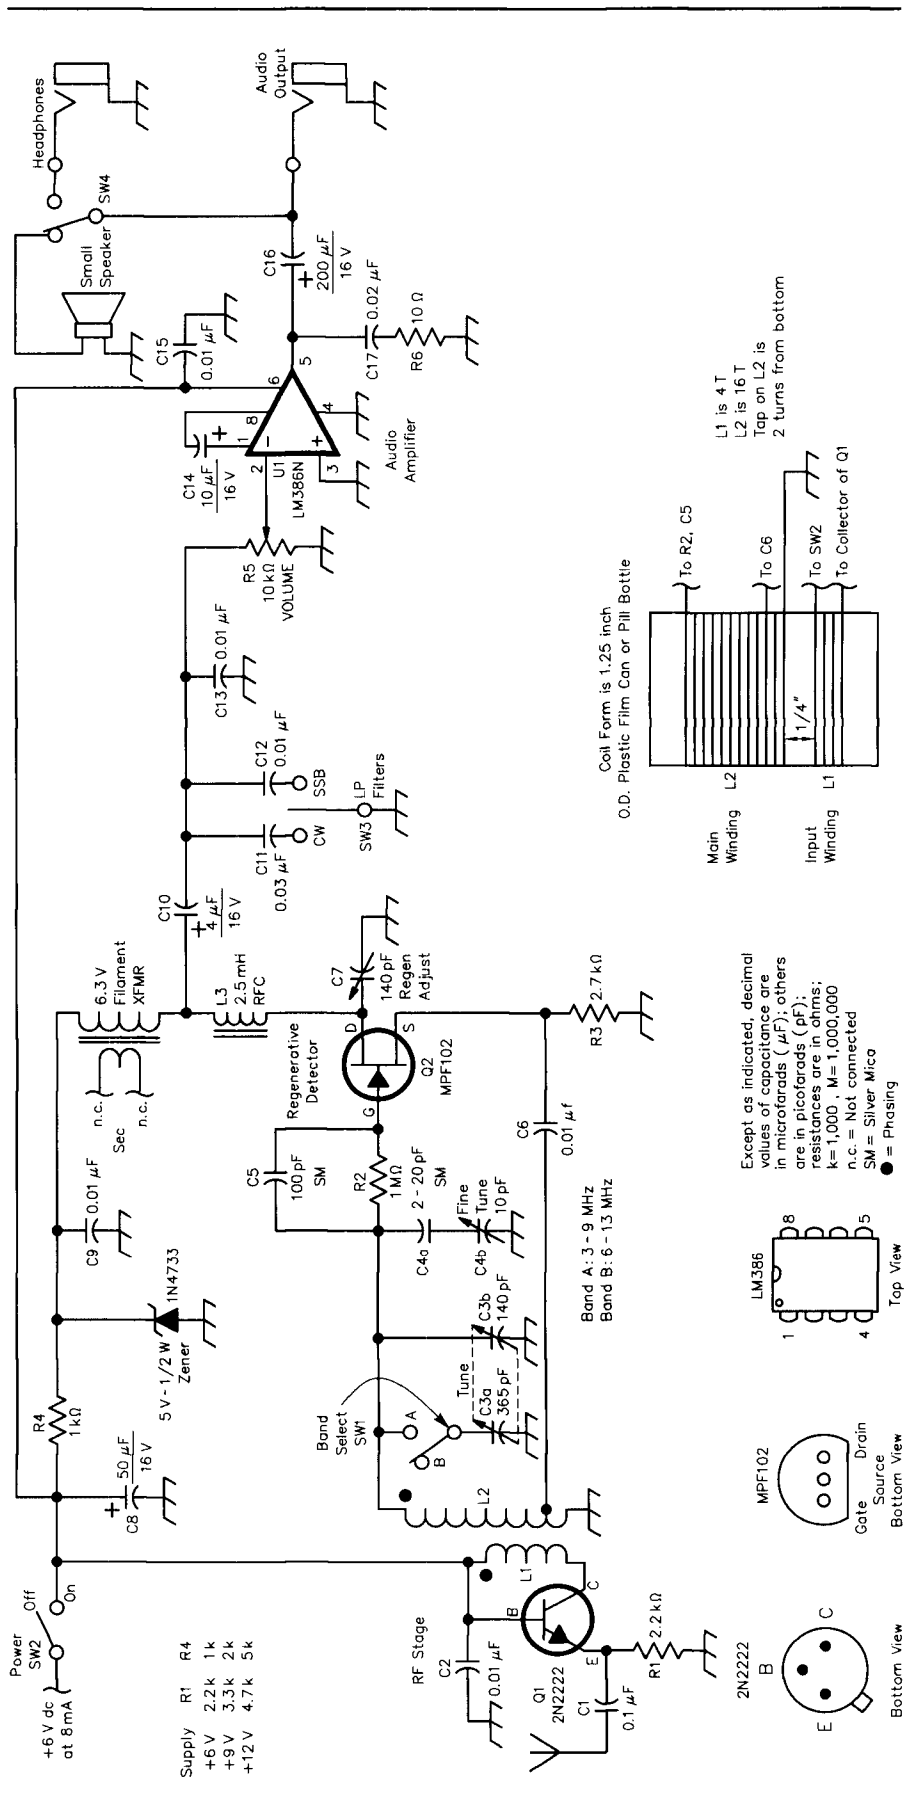 +6 V dc
at 8mA
Power
SW2
Off
On
Supply R1 R4
+6 V 2.2k 1k
+9 V 3.3k 2k
+12 V 4.7k 5k
C8
+
50 µF
16 V
R4
1 kΩ
5 V - 1/2 W
Zener
1N4733
C9
0.01 µF
n.c.
Sec
n.c.
6.3 V
Filament
XFMR
L3
2.5 mH
RFC
C10
+
4 µF
16 V
C11
0.03 µF
CW
C12
0.01 µF
SSB
SW3
LP
Filters
C13
0.01 µF
R5
10 kΩ
VOLUME
C14
10 µF
16 V
+
C15
0.01 µF
1
8
6
2
-
U1
+
3
4
5
LM386N
Audio
Amplifier
Small
Speaker
SW4
Headphones
C16
+
200 µF
16 V
C17
0.02 µF
R6
10 Ω
Audio
Output
RF Stage
C2
0.01 µF
L1
B
C
E
Q1
2N2222
C1
0.1 µF
R1
2.2 kΩ
L2
Band
Select
SW1
A
B
Tune
C3a
365 pF
C3b
140 pF
C4a
2 - 20 pF
SM
C4b
Fine
Tune
10 pF
C5
100 pF
SM
R2
1 MΩ
Regenerative
Detector
G
D
S
Q2
MPF102
C7
140 pF
Regen
Adjust
C6
0.01 µf
R3
2.7 kΩ
Band A: 3 - 9 MHz
Band B: 6 - 13 MHz
2N2222
B
E
C
Bottom View
MPF102
Gate
Source
Drain
Bottom View
LM386
1
8
4
5
Top View
Except as indicated, decimal
values of capacitance are
in microfarads ( µF); others
are in picofarads (pF);
resistances are in ohms;
k=1,000 , M= 1,000,000
n.c. = Not connected
SM = Silver Mica
● = Phasing
Coil Form is 1.25 inch
O.D. Plastic Film Can or Pill Bottle
Main
Winding
L2
Input
Winding
L1
1/4"
To R2, C5
To C6
To SW2
To Collector of Q1
L1 is 4 T
L2 is 16 T
Tap on L2 is
2 turns from bottom